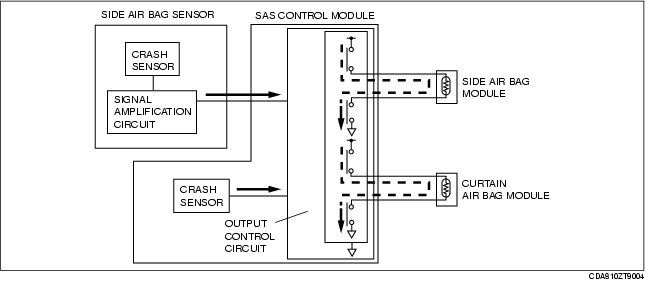 SIDE AIR BAG SENSOR
SAS CONTROL MODULE
CRASH
SENSOR
SIGNAL
AMPLIFICATION
CIRCUIT
SIDE AIR BAG
MODULE
CRASH
SENSOR
CURTAIN
AIR BAG MODULE
OUTPUT
CONTROL
CIRCUIT
CDA810ZT9004